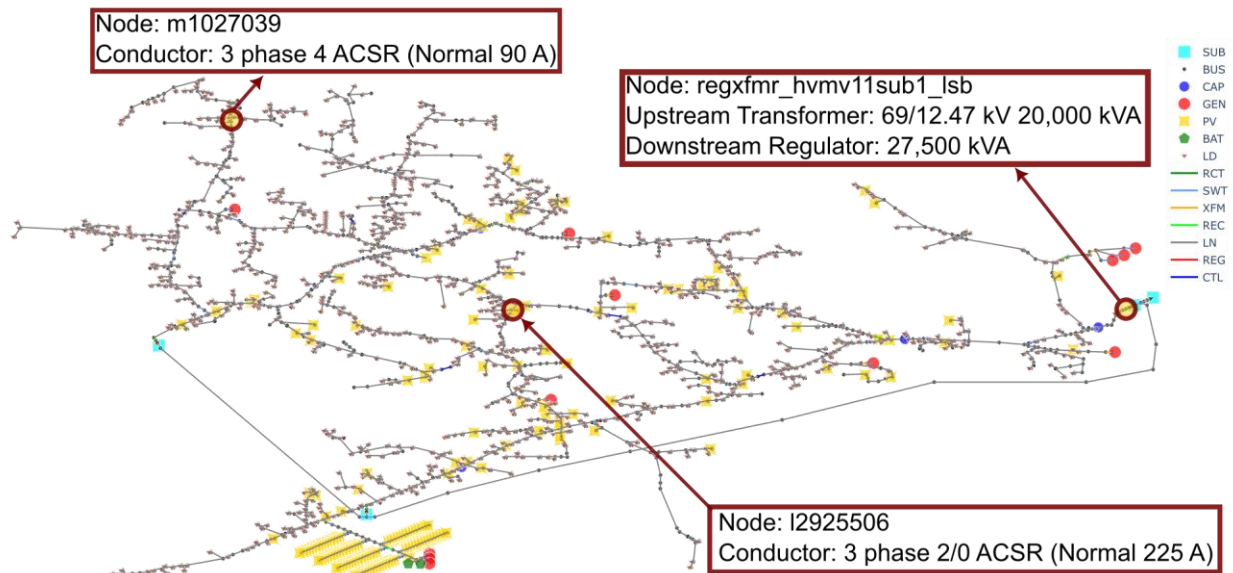 Node: m1027039
Conductor: 3 phase 4 ACSR (Normal 90 A)
Node: regxfmr_hvmv11sub1_lsb
Upstream Transformer: 69/12.47 kV 20,000 kVA
Downstream Regulator: 27,500 kVA
SUB
BUS
CAP
GEN
PV
BAT
LD
RCT
SWT
XFM
REC
LN
REG
CTL
Node: l2925506
Conductor: 3 phase 2/0 ACSR (Normal 225 A)